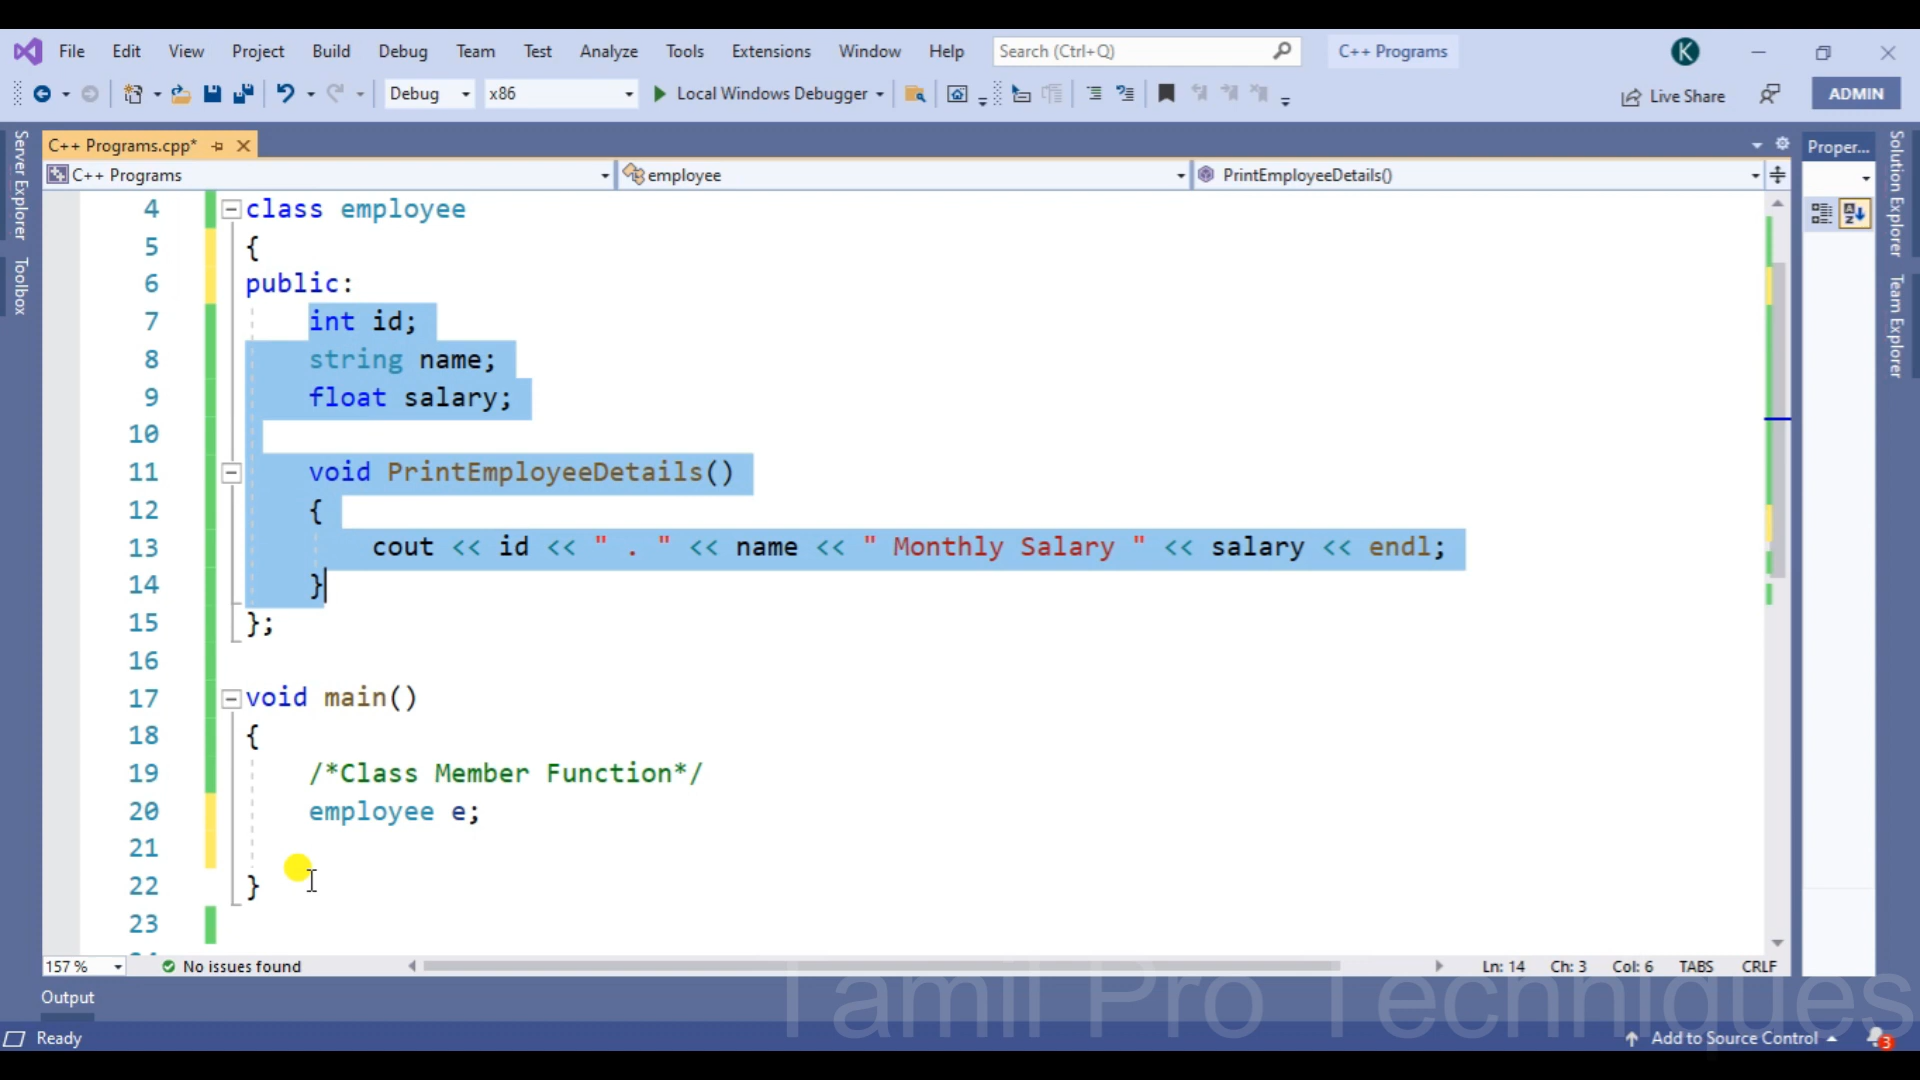 File Edit View Project Build Debug Team Test Analyze Tools Extensions Window Help Search (Ctrl+Q) C++ Programs K
Debug x86 Local Windows Debugger Live Share ADMIN
C++ Programs.cpp* Proper...
C++ Programs employee PrintEmployeeDetails()
Server Explorer
Toolbox
Solution Explorer
Team Explorer
4 class employee
5 {
6 public:
7 int id;
8 string name;
9 float salary;
10
11 void PrintEmployeeDetails()
12 {
13 cout << id << " . " << name << " Monthly Salary " << salary << endl;
14 }
15 };
16
17 void main()
18 {
19 /*Class Member Function*/
20 employee e;
21
22 }
23
157 % No issues found Ln: 14 Ch: 3 Col: 6 TABS CRLF
Output
Tamil Pro Techniques
Ready Add to Source Control 3